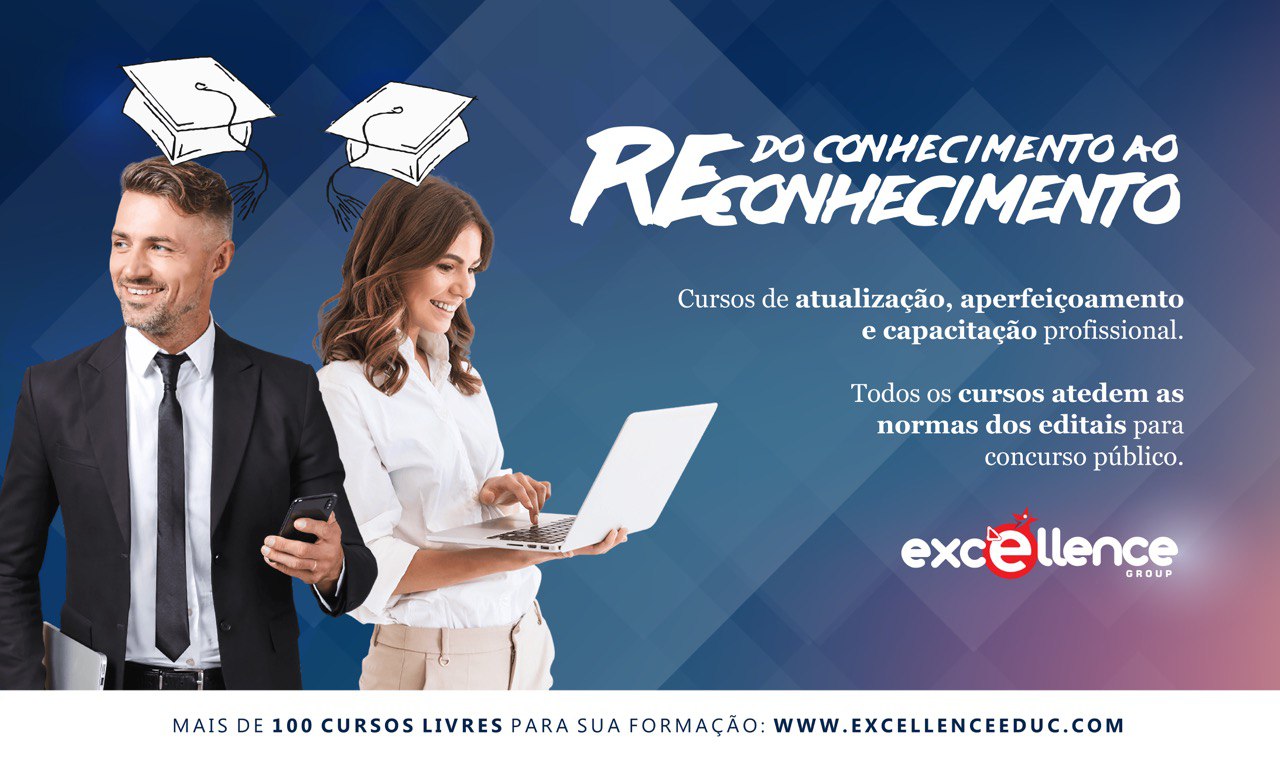 DO CONHECIMENTO AO
RECONHECIMENTO
Cursos de atualização, aperfeiçoamento
e capacitação profissional.
Todos os cursos atedem as
normas dos editais para
concurso público.
excellence
GROUP
MAIS DE 100 CURSOS LIVRES PARA SUA FORMAÇÃO: WWW.EXCELLENCEEDUC.COM